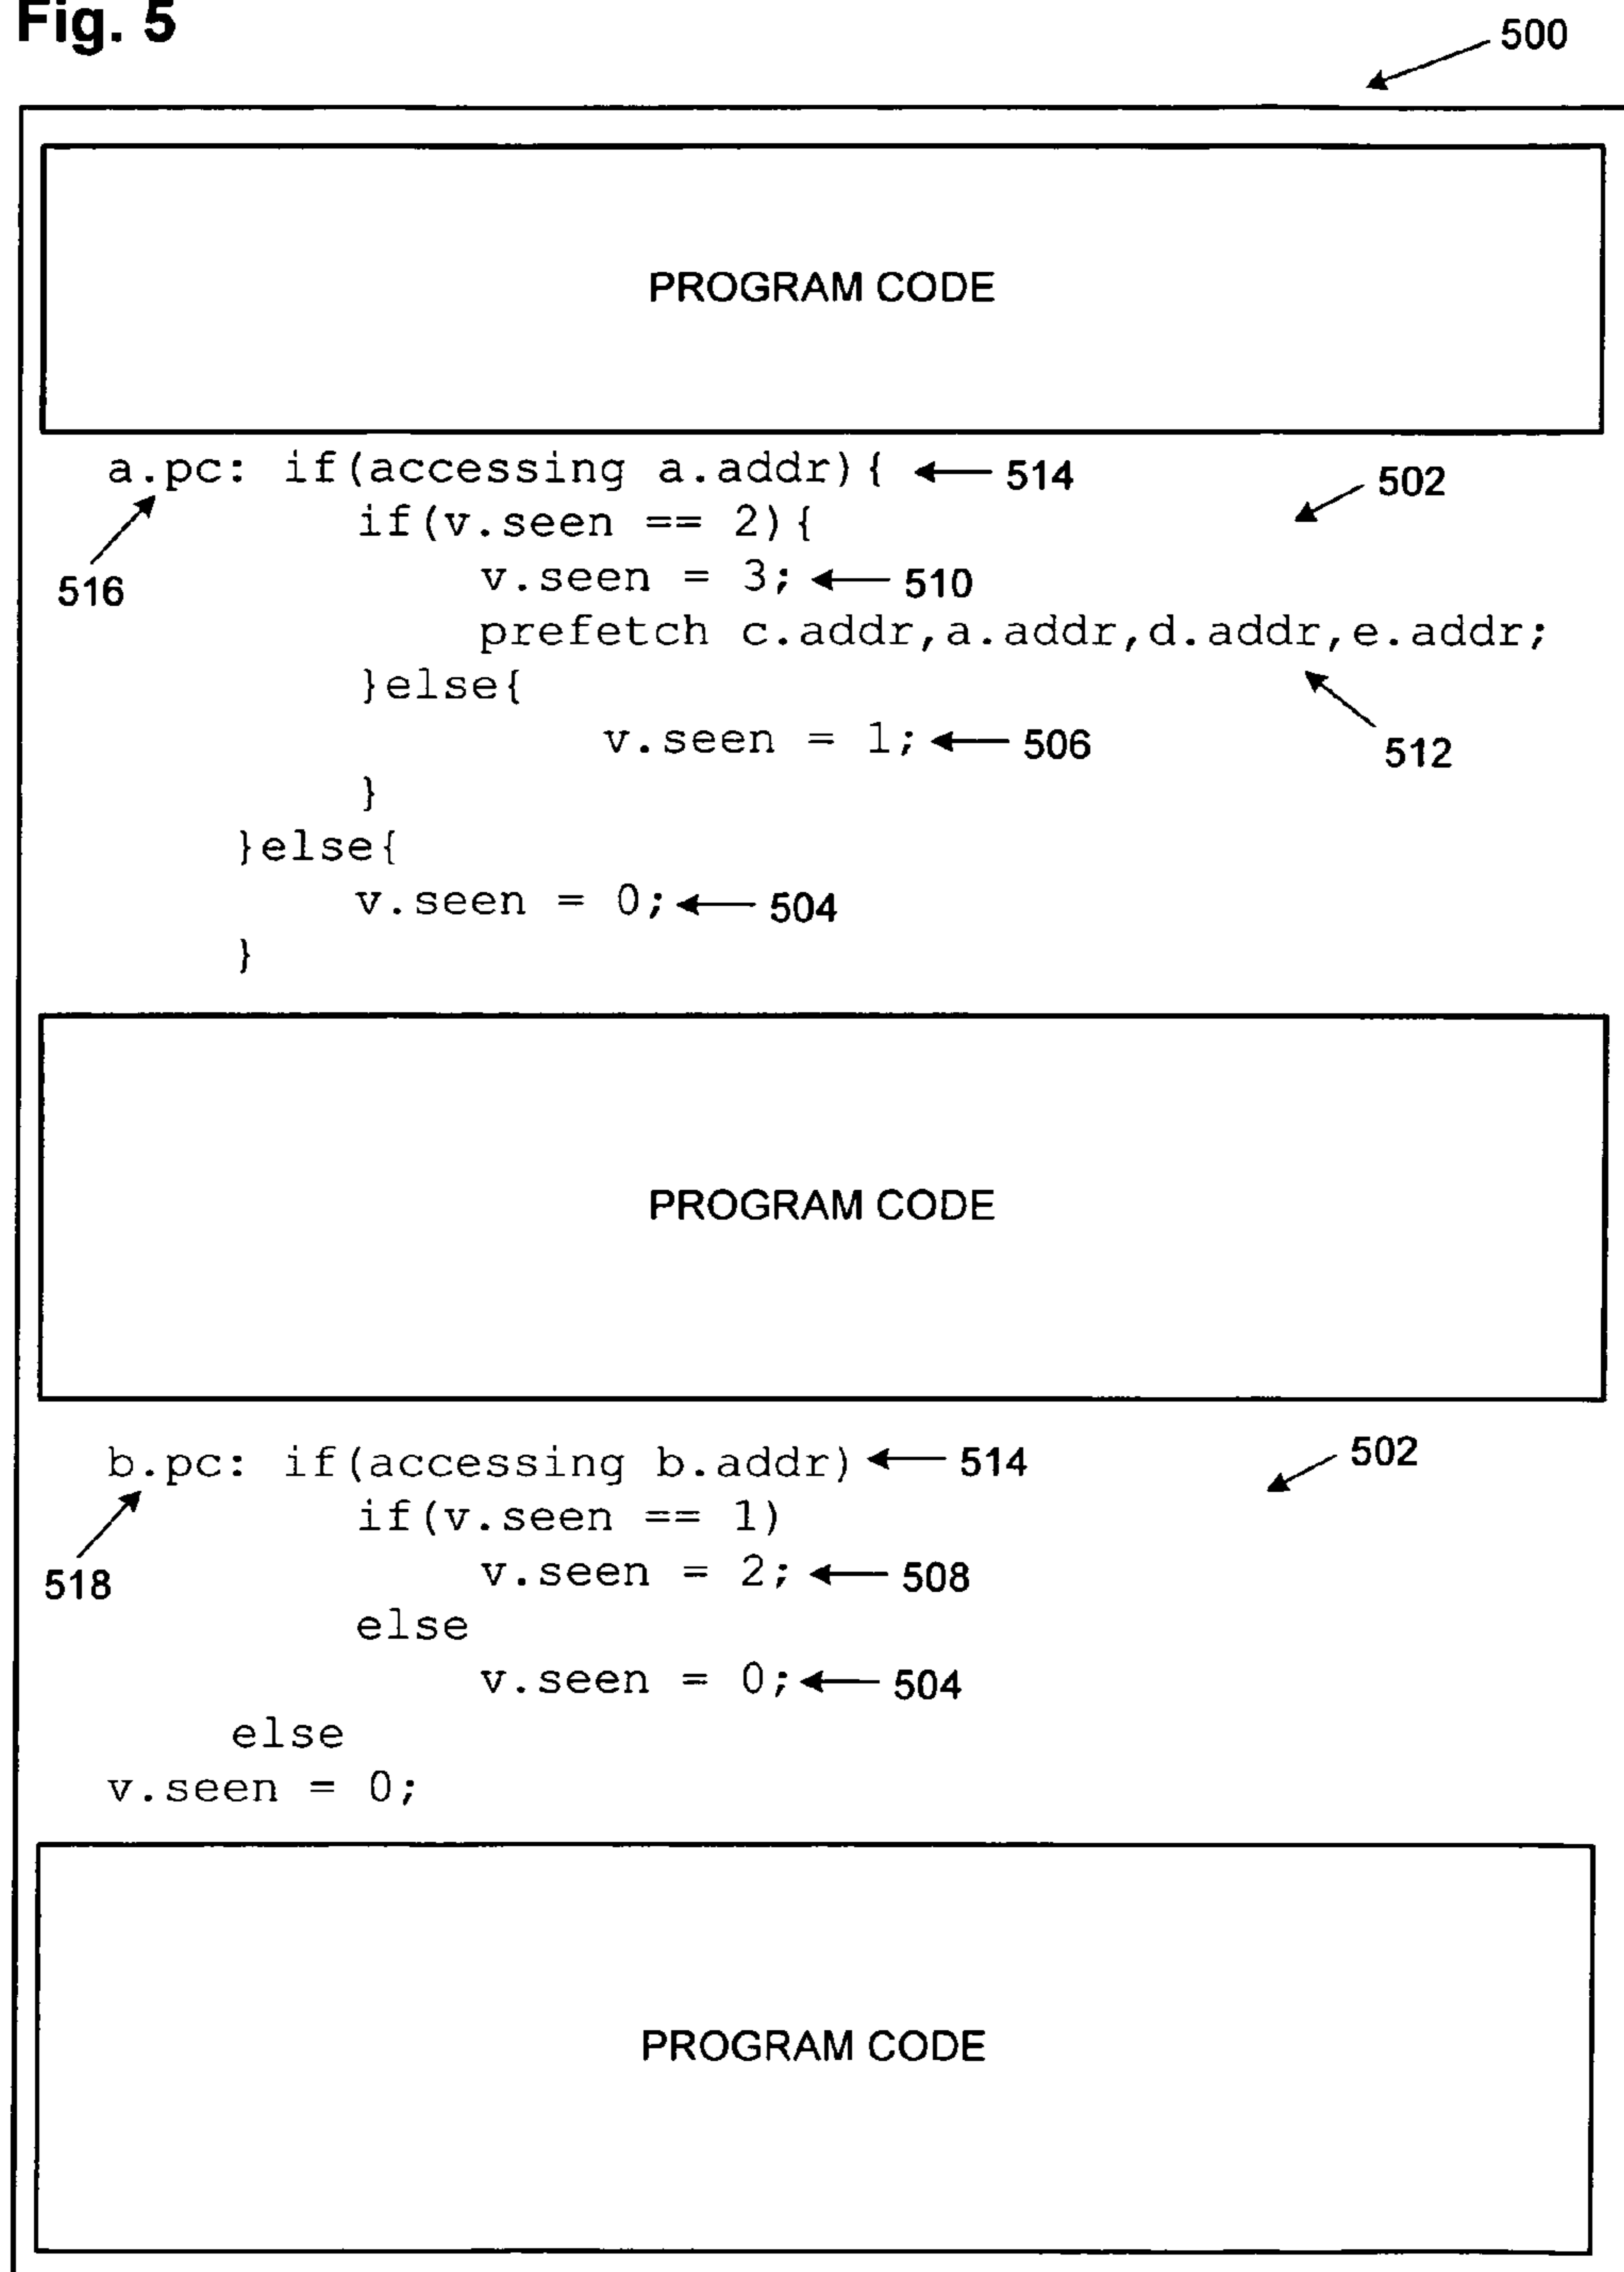 Fig. 5
500
PROGRAM CODE
a.pc: if(accessing a.addr){ 514
502
if(v.seen == 2){
516
v.seen = 3; 510
prefetch c.addr,a.addr,d.addr,e.addr;
}else{
v.seen = 1; 506
512
}
}else{
v.seen = 0; 504
}
PROGRAM CODE
b.pc: if(accessing b.addr) 514
502
if(v.seen == 1)
518
v.seen = 2; 508
else
v.seen = 0; 504
else
v.seen = 0;
PROGRAM CODE